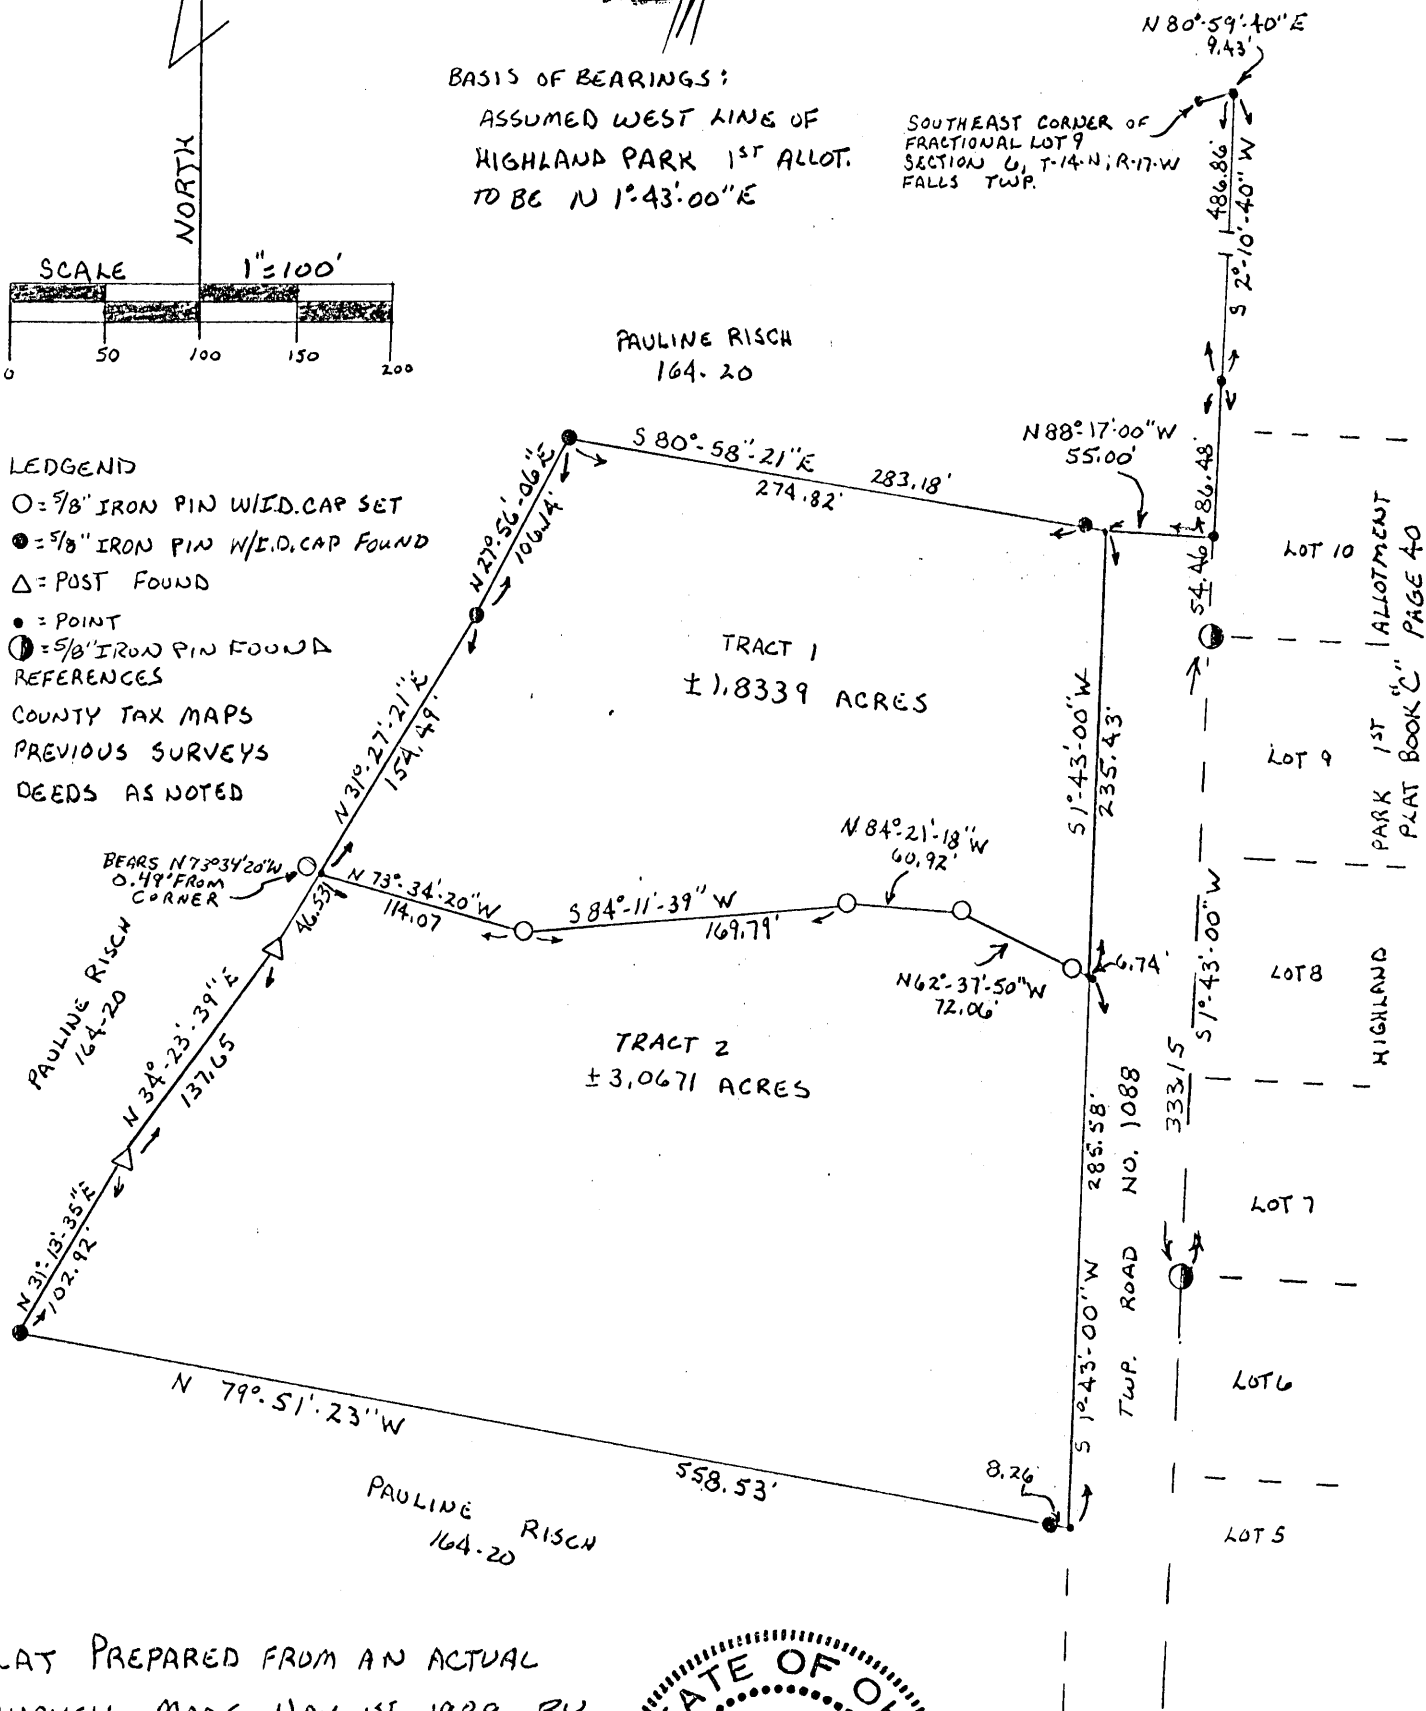 N 80°-59'-40" E
9.43'
BASIS OF BEARINGS:
ASSUMED WEST LINE OF
HIGHLAND PARK 1ST ALLOT.
TO BE N 1°-43'-00" E
SOUTHEAST CORNER OF
FRACTIONAL LOT 9
SECTION 6, T-14-N; R-17-W
FALLS TWP.
486.86'
S 2°-10'-40" W
NORTH
SCALE 1"=100'
0 50 100 150 200
PAULINE RISCH
164-20
LEDGEND
O = 5/8" IRON PIN W/I.D. CAP SET
● = 5/8" IRON PIN W/I.D. CAP FOUND
△ = POST FOUND
• = POINT
◑ = 5/8" IRON PIN FOUND
REFERENCES
COUNTY TAX MAPS
PREVIOUS SURVEYS
DEEDS AS NOTED
S 80°-58"-21" E
283.18'
274.82'
N 88°-17'-00" W
55.00'
86.48'
54.46
N 27°-56'-06" E
106.14'
N 31°-27'-21" E
154.49'
TRACT 1
± 1.8339 ACRES
S 1°-43'-00" W
235.43'
LOT 10
LOT 9
LOT 8
LOT 7
LOT 6
LOT 5
HIGHLAND PARK 1ST ALLOTMENT
PLAT BOOK "C" PAGE 40
BEARS N73°34'20"W
0.49' FROM
CORNER
46.53'
N 73°-34'-20" W
114.07
S 84°-11'-39" W
169.79'
N 84°-21'-18" W
60.92'
N 62°-37'-50" W
72.06'
6.74'
S 1°-43'-00" W
333.15
PAULINE RISCH
164-20
N 34°-23'-39" E
137.65
TRACT 2
± 3.0671 ACRES
285.58'
S 1°-43'-00" W
TWP. ROAD NO. 1088
N 31°-13'-35" E
102.92'
N 79°-51'-23" W
558.53'
8.26'
PAULINE RISCH
164-20
LAT PREPARED FROM AN ACTUAL
ATE OF O